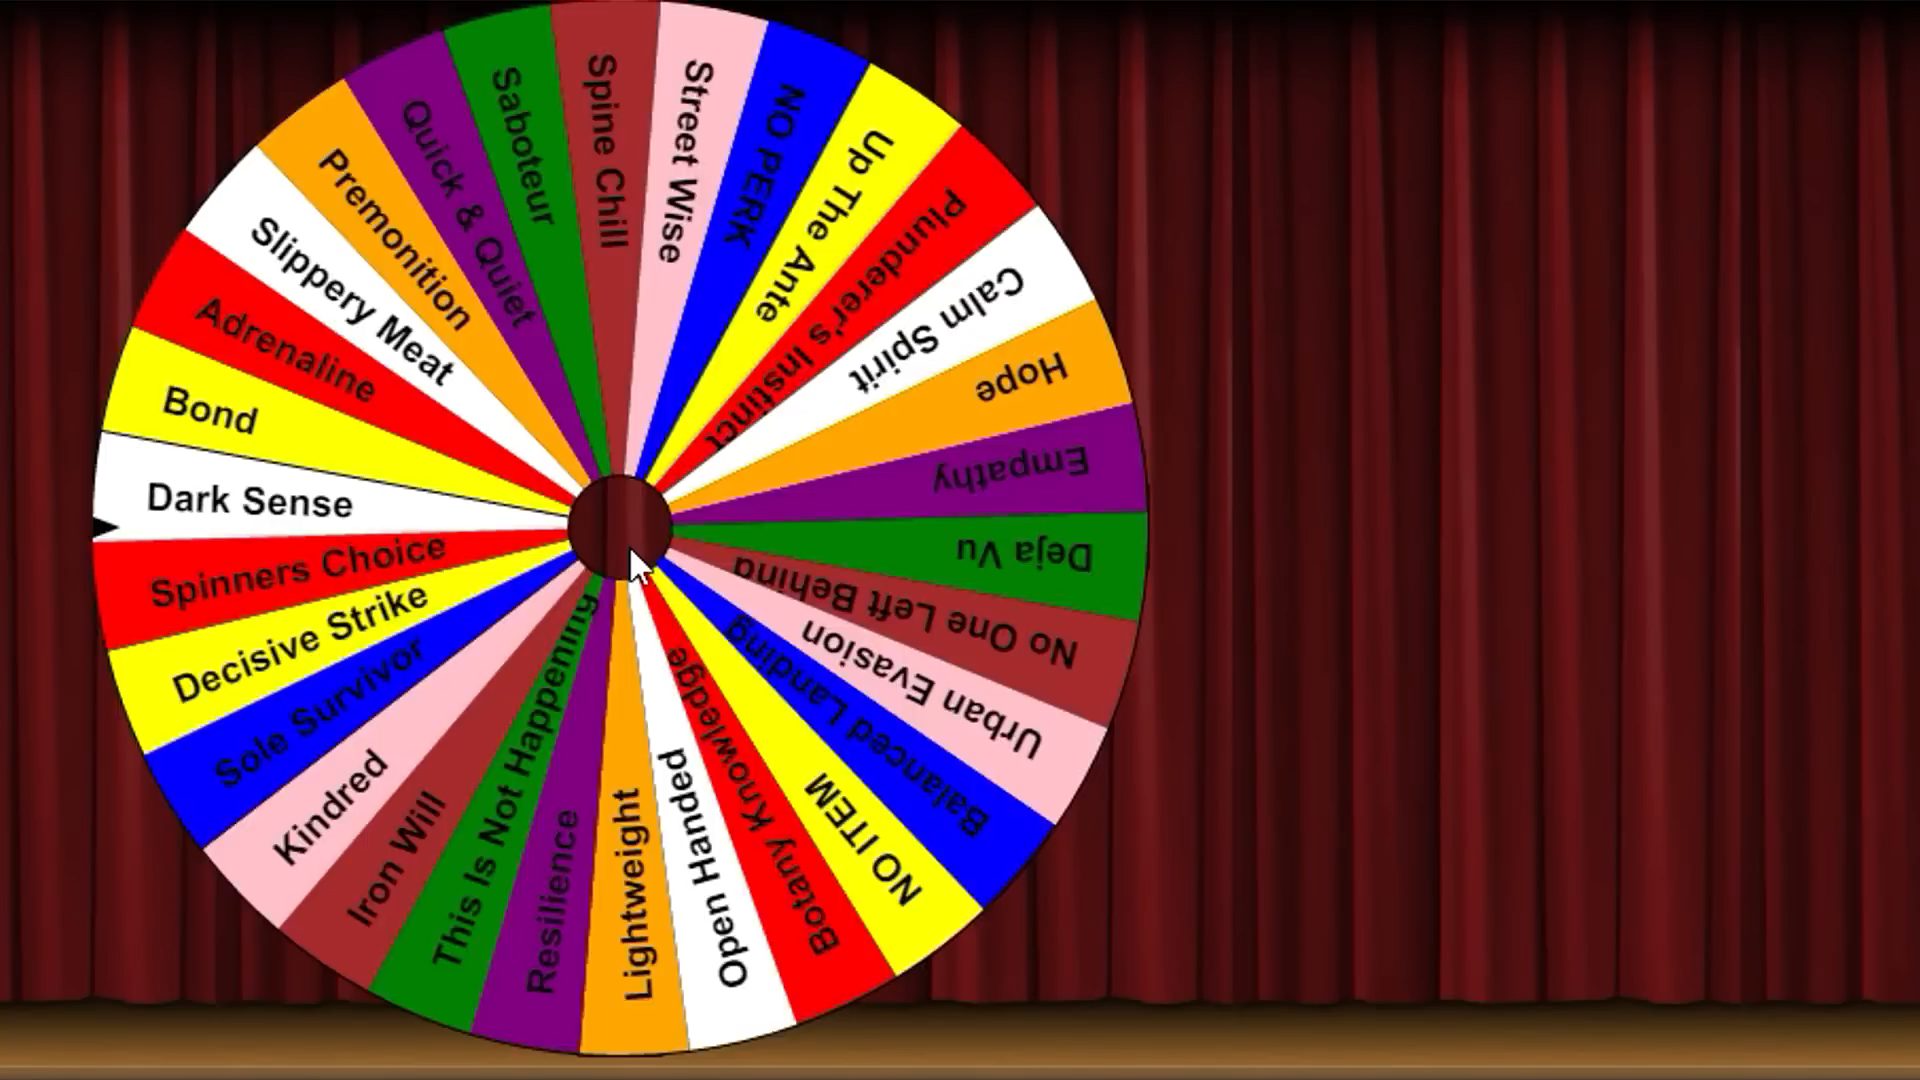 Spine Chill
Street Wise
NO PERK
Up The Ante
Plunderer's Instinct
Calm Spirit
Hope
Empathy
Deja Vu
No One Left Behind
Urban Evasion
Balanced Landing
NO ITEM
Botany Knowledge
Open Handed
Lightweight
Resilience
This Is Not Happening
Iron Will
Kindred
Sole Survivor
Decisive Strike
Spinners Choice
Dark Sense
Bond
Adrenaline
Slippery Meat
Premonition
Quick & Quiet
Saboteur